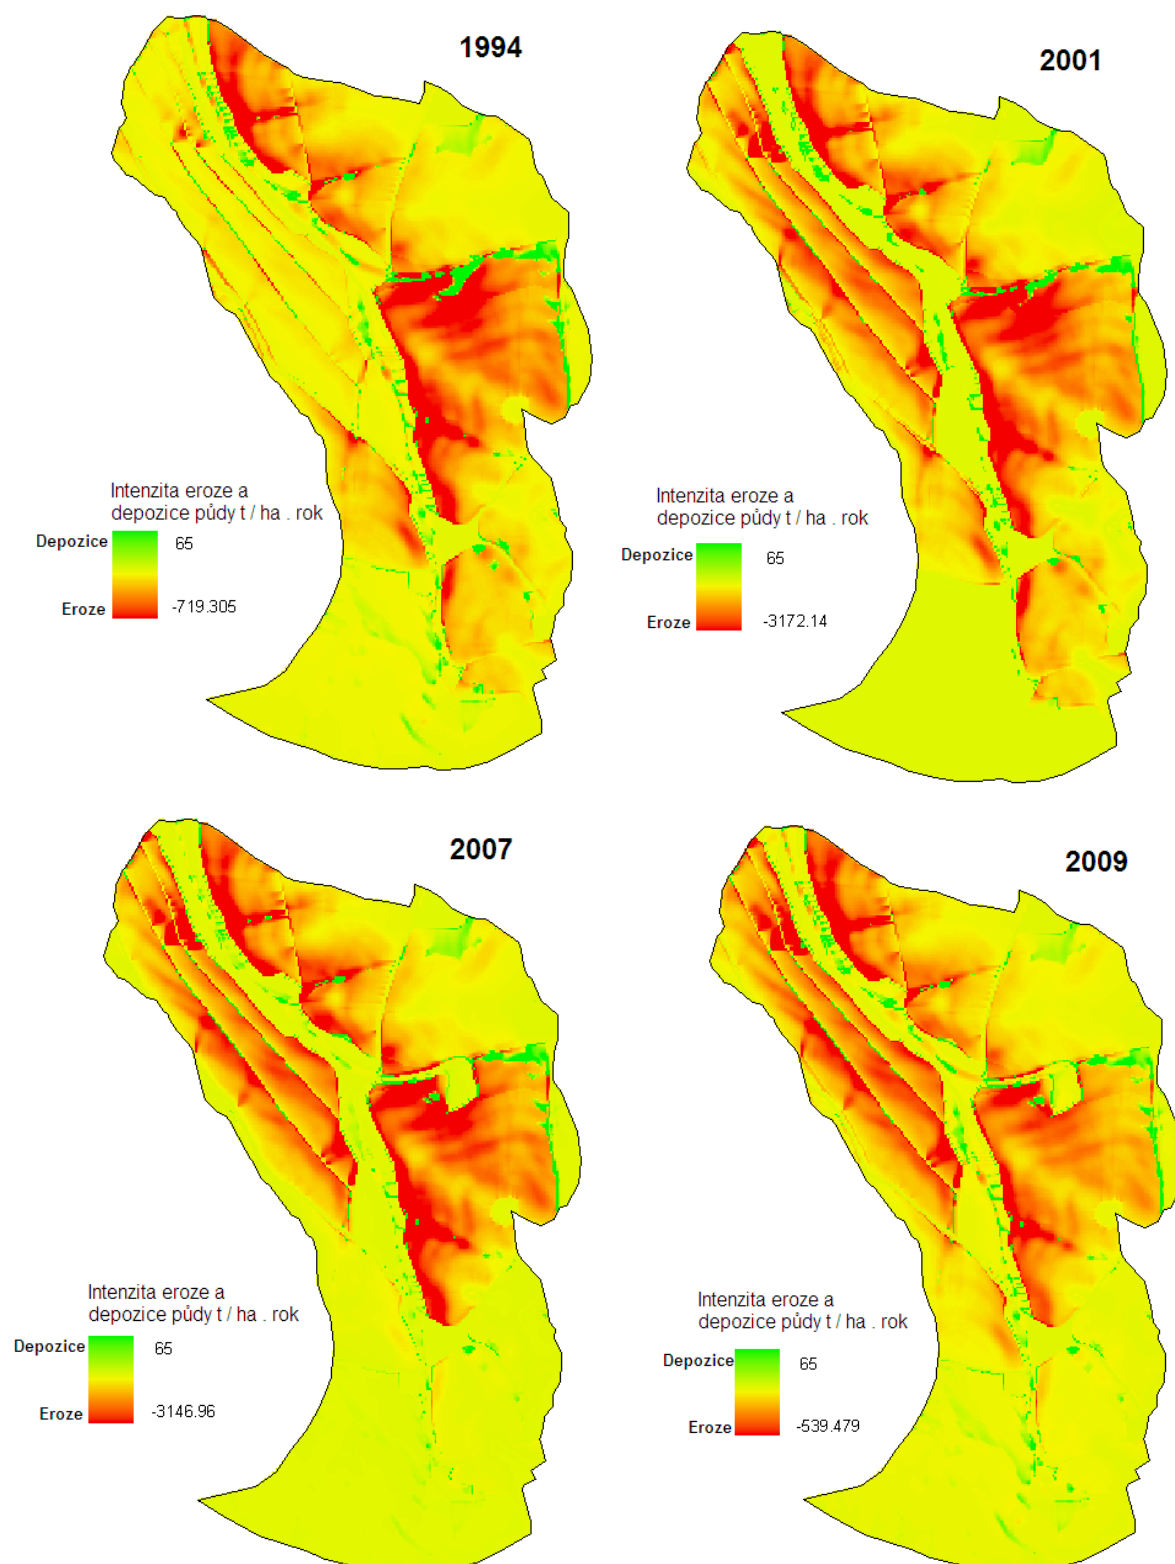 1994
2001
Intenzita eroze a
depozice půdy t / ha . rok
Depozice
65
Eroze
-719.305
Intenzita eroze a
depozice půdy t / ha . rok
Depozice
65
Eroze
-3172.14
2007
2009
Intenzita eroze a
depozice půdy t / ha . rok
Depozice
65
Eroze
-3146.96
Intenzita eroze a
depozice půdy t / ha . rok
Depozice
65
Eroze
-539.479